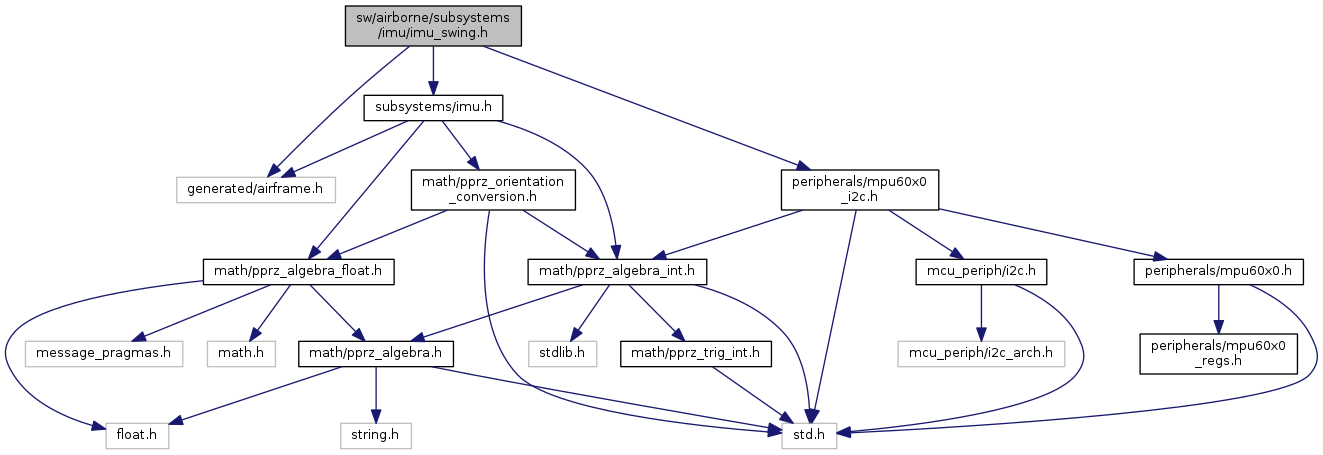 sw/airborne/subsystems
/imu/imu_swing.h
subsystems/imu.h
generated/airframe.h
math/pprz_orientation
_conversion.h
peripherals/mpu60x0
_i2c.h
math/pprz_algebra_float.h
math/pprz_algebra_int.h
mcu_periph/i2c.h
peripherals/mpu60x0.h
message_pragmas.h
math.h
math/pprz_algebra.h
stdlib.h
math/pprz_trig_int.h
mcu_periph/i2c_arch.h
peripherals/mpu60x0
_regs.h
float.h
string.h
std.h